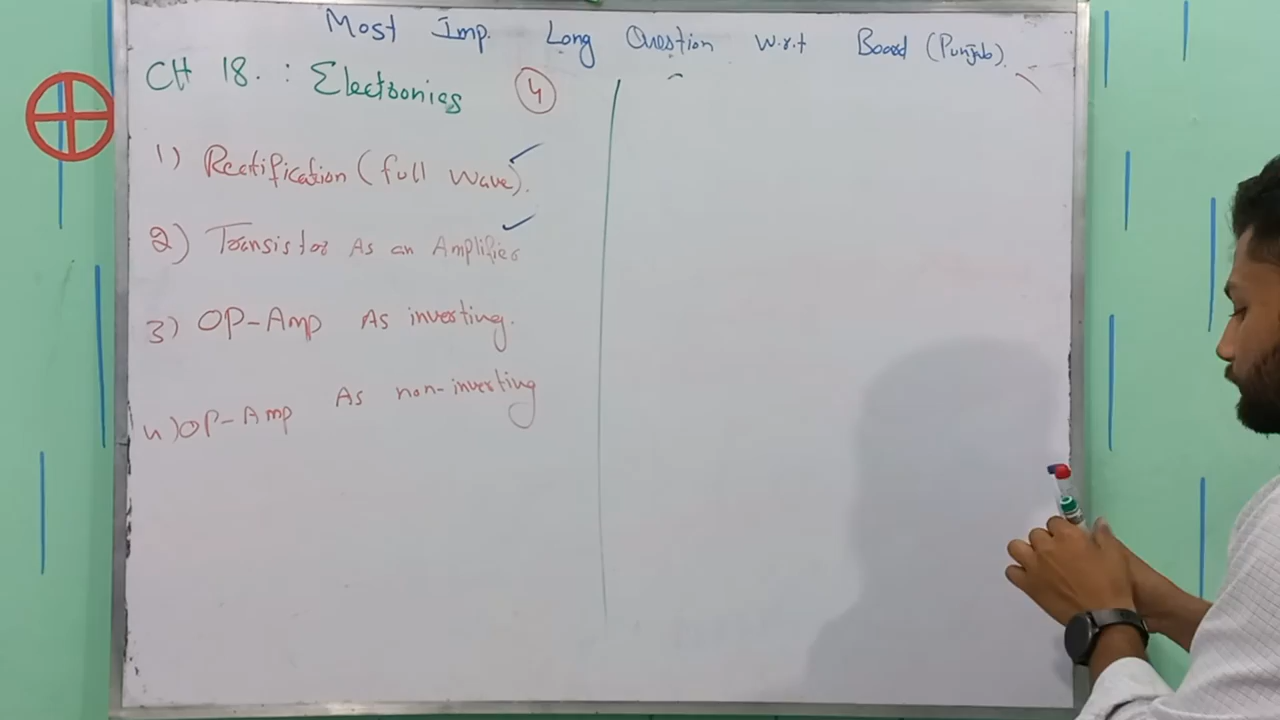 Most Imp. Long Question w.r.t Board (Punjab).
CH 18. : Electronics 4
1) Rectification (full wave).
2) Transistor As an Amplifier
3) OP-Amp As inverting.
4) OP-Amp As non-inverting